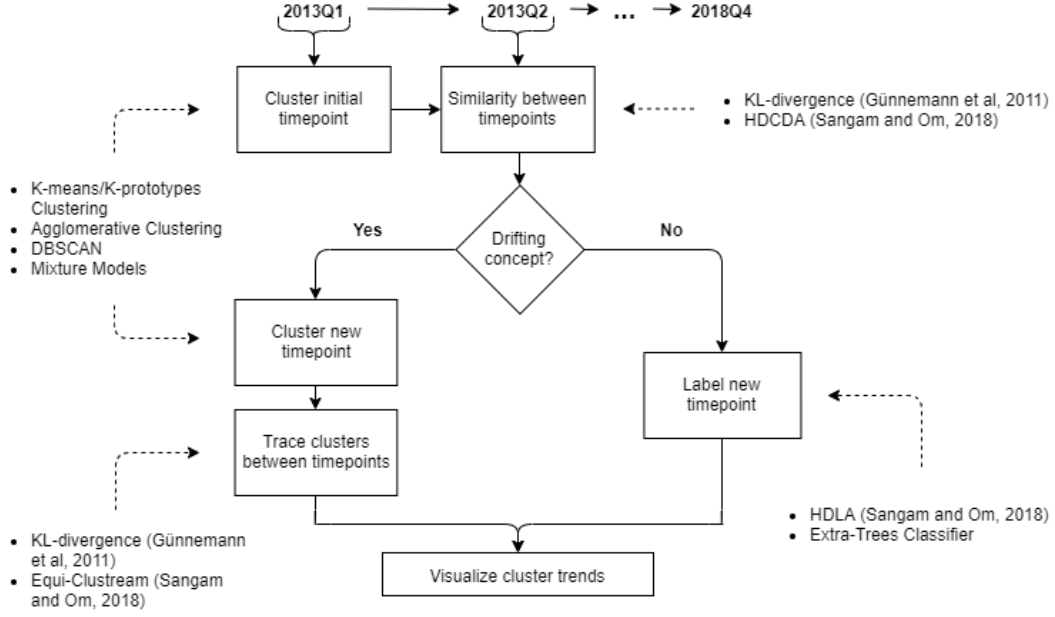 2013Q1
2013Q2
...
2018Q4
Cluster initial
timepoint
Similarity between
timepoints
• KL-divergence (Günnemann et al, 2011)
• HDCDA (Sangam and Om, 2018)
• K-means/K-prototypes
Clustering
• Agglomerative Clustering
• DBSCAN
• Mixture Models
Yes
Drifting
concept?
No
Cluster new
timepoint
Label new
timepoint
Trace clusters
between timepoints
• KL-divergence (Günnemann
et al, 2011)
• Equi-Clustream (Sangam
and Om, 2018)
• HDLA (Sangam and Om, 2018)
• Extra-Trees Classifier
Visualize cluster trends